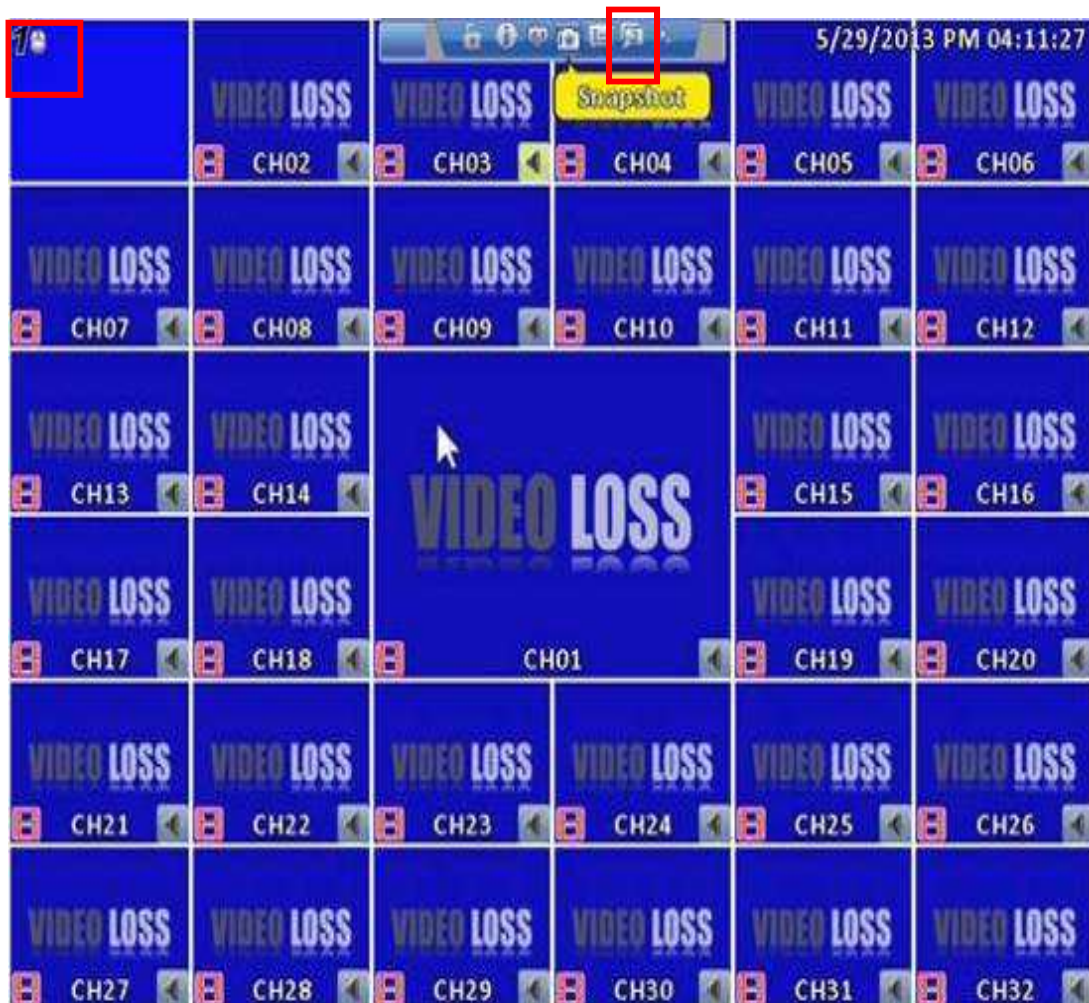 1
5/29/2013 PM 04:11:27
Snapshot
VIDEO LOSS
CH02
VIDEO LOSS
CH03
CH04
VIDEO LOSS
CH05
VIDEO LOSS
CH06
VIDEO LOSS
CH07
VIDEO LOSS
CH08
VIDEO LOSS
CH09
VIDEO LOSS
CH10
VIDEO LOSS
CH11
VIDEO LOSS
CH12
VIDEO LOSS
CH13
VIDEO LOSS
CH14
VIDEO LOSS
CH01
VIDEO LOSS
CH15
VIDEO LOSS
CH16
VIDEO LOSS
CH17
VIDEO LOSS
CH18
VIDEO LOSS
CH19
VIDEO LOSS
CH20
VIDEO LOSS
CH21
VIDEO LOSS
CH22
VIDEO LOSS
CH23
VIDEO LOSS
CH24
VIDEO LOSS
CH25
VIDEO LOSS
CH26
VIDEO LOSS
CH27
VIDEO LOSS
CH28
VIDEO LOSS
CH29
VIDEO LOSS
CH30
VIDEO LOSS
CH31
VIDEO LOSS
CH32